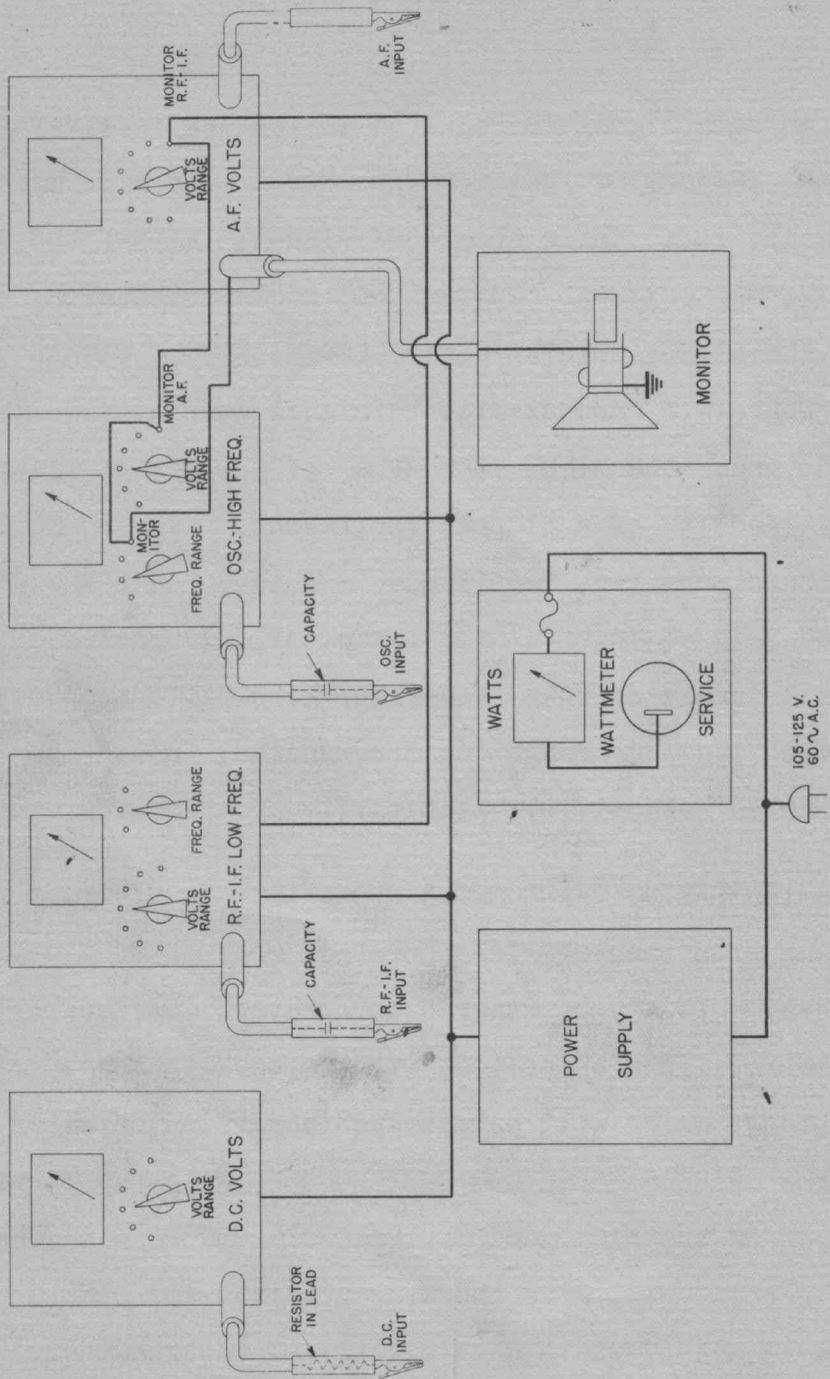 VOLTS
RANGE
D.C. VOLTS
RESISTOR
IN LEAD
D.C.
INPUT
VOLTS
RANGE
FREQ. RANGE
R.F.-I.F. LOW FREQ.
CAPACITY
R.F.-I.F.
INPUT
MON-
ITOR
FREQ. RANGE
VOLTS
RANGE
MONITOR
A.F.
OSC.-HIGH FREQ.
CAPACITY
OSC.
INPUT
VOLTS
RANGE
MONITOR
R.F.-I.F.
A.F. VOLTS
A.F.
INPUT
POWER
SUPPLY
WATTS
WATTMETER
SERVICE
MONITOR
105-125 V.
60 ~ A.C.